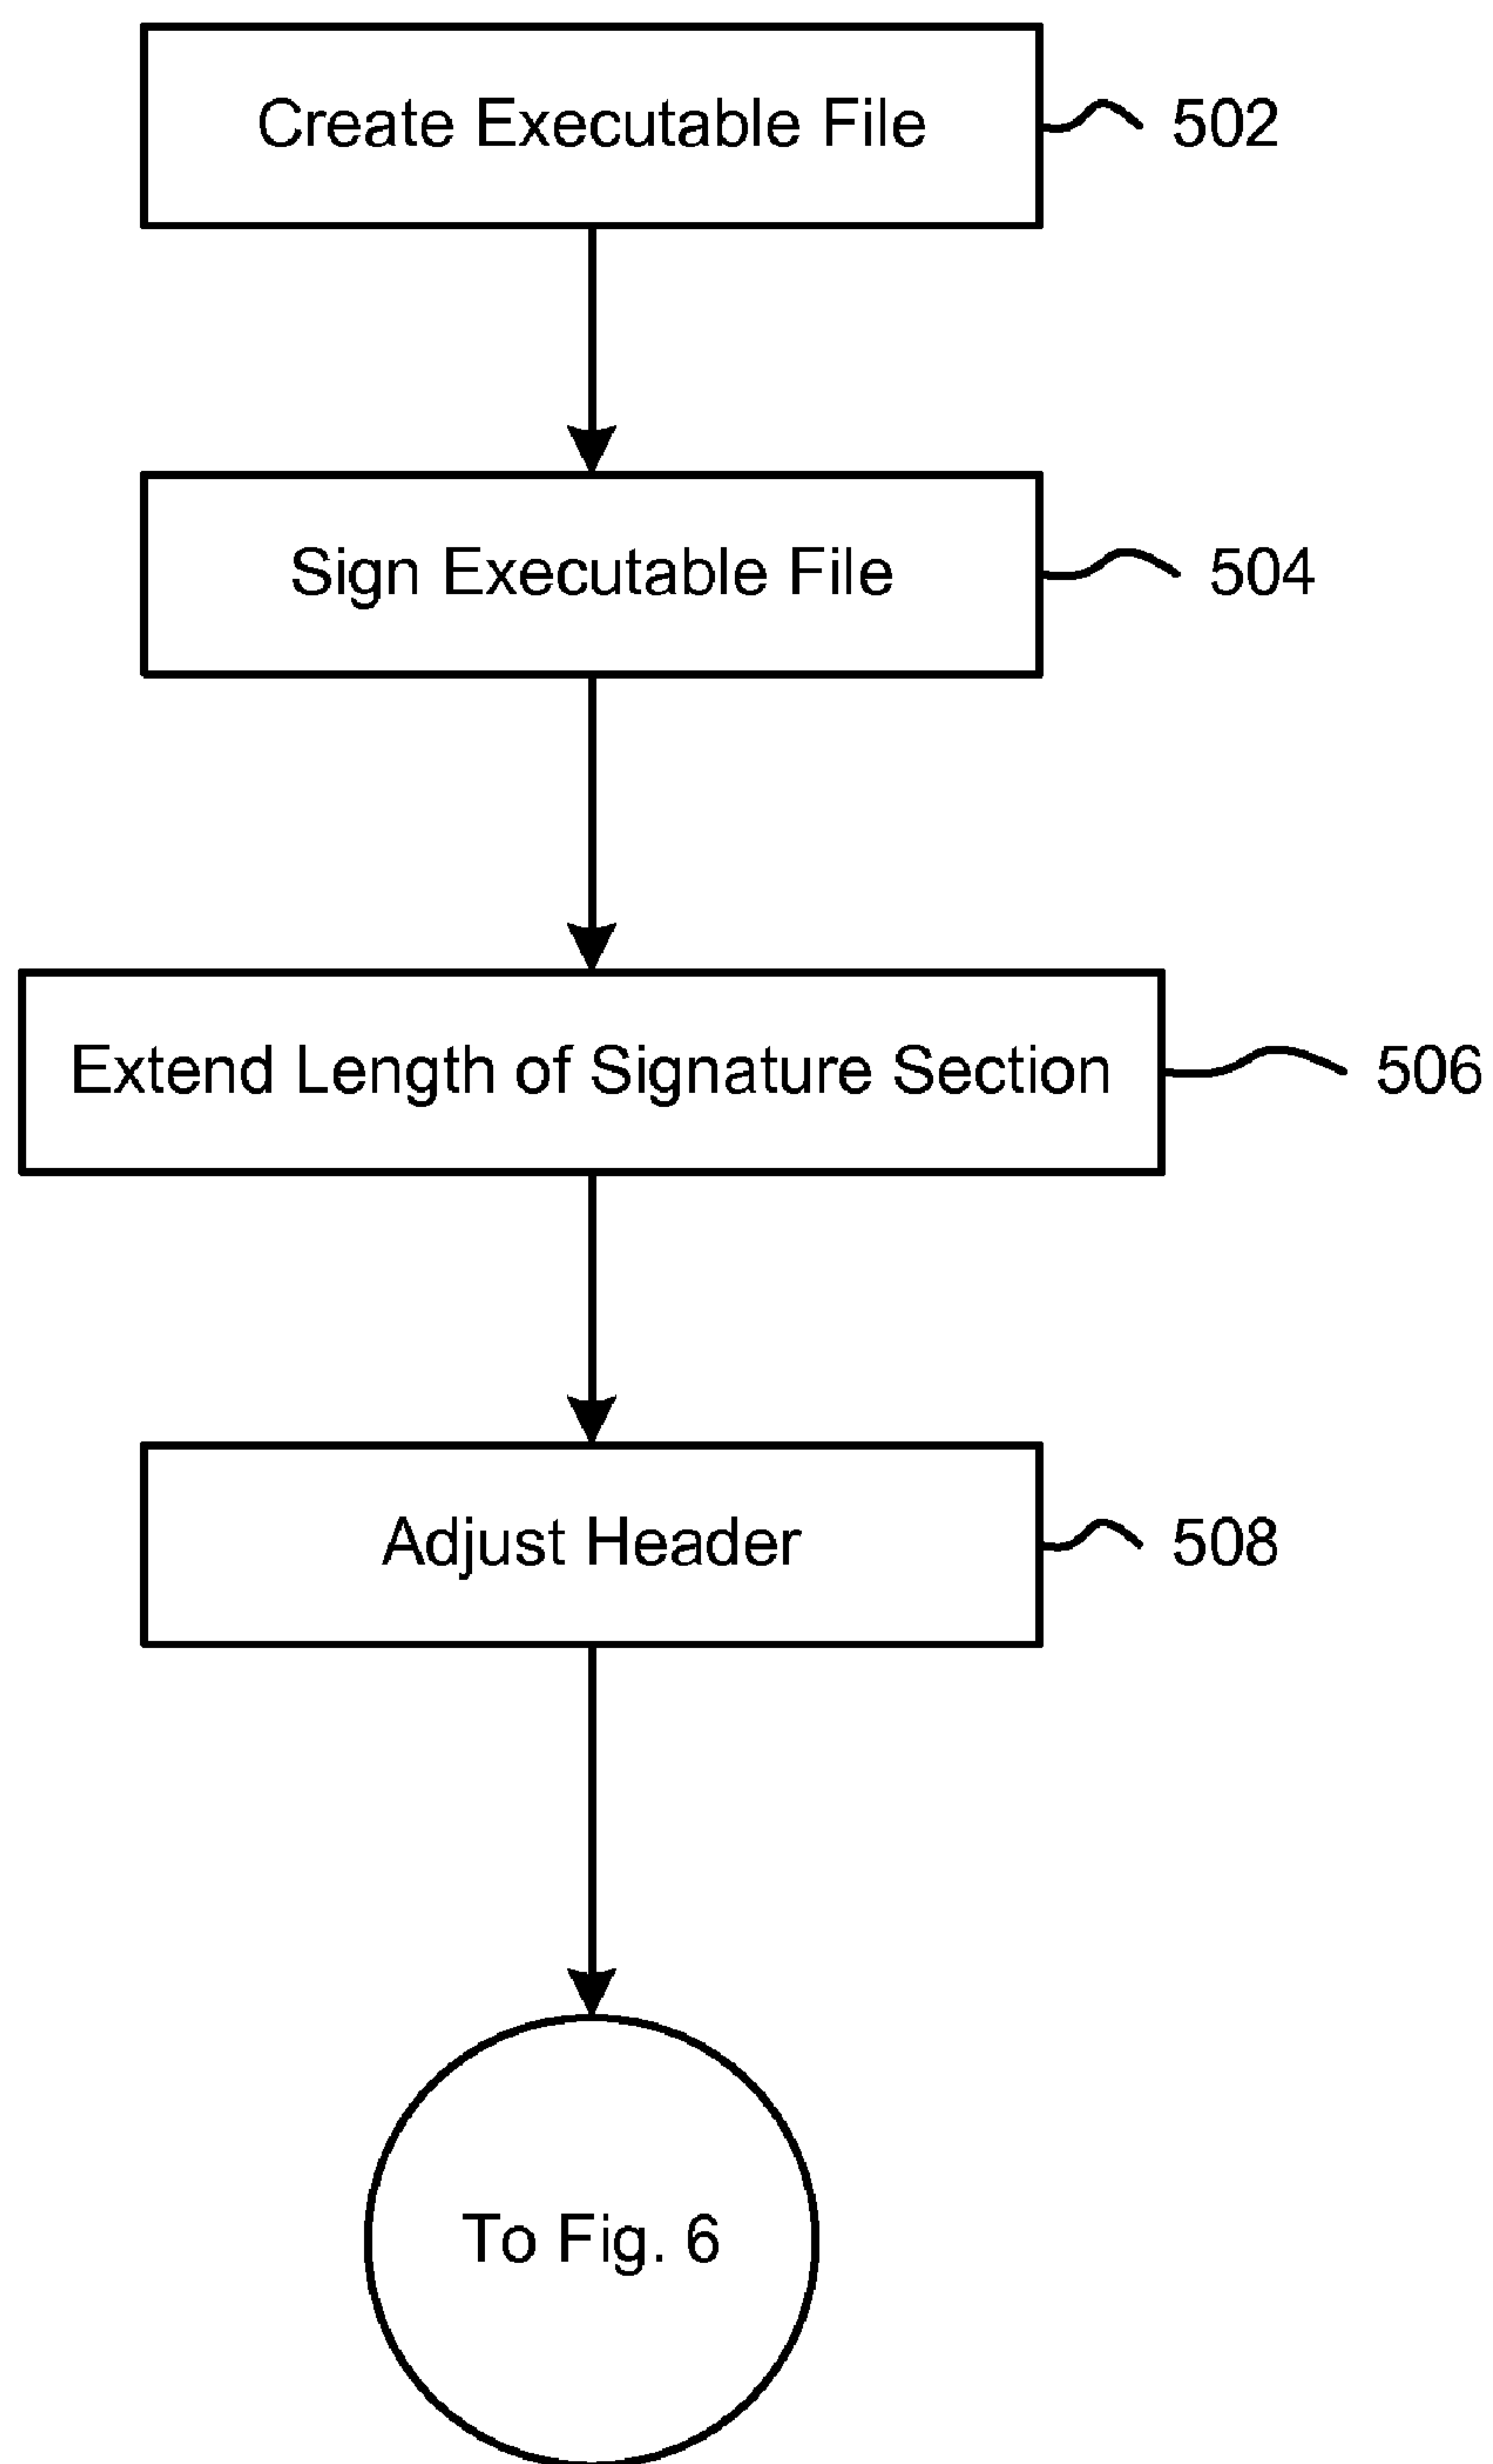 Create Executable File 502
Sign Executable File 504
Extend Length of Signature Section 506
Adjust Header 508
To Fig. 6